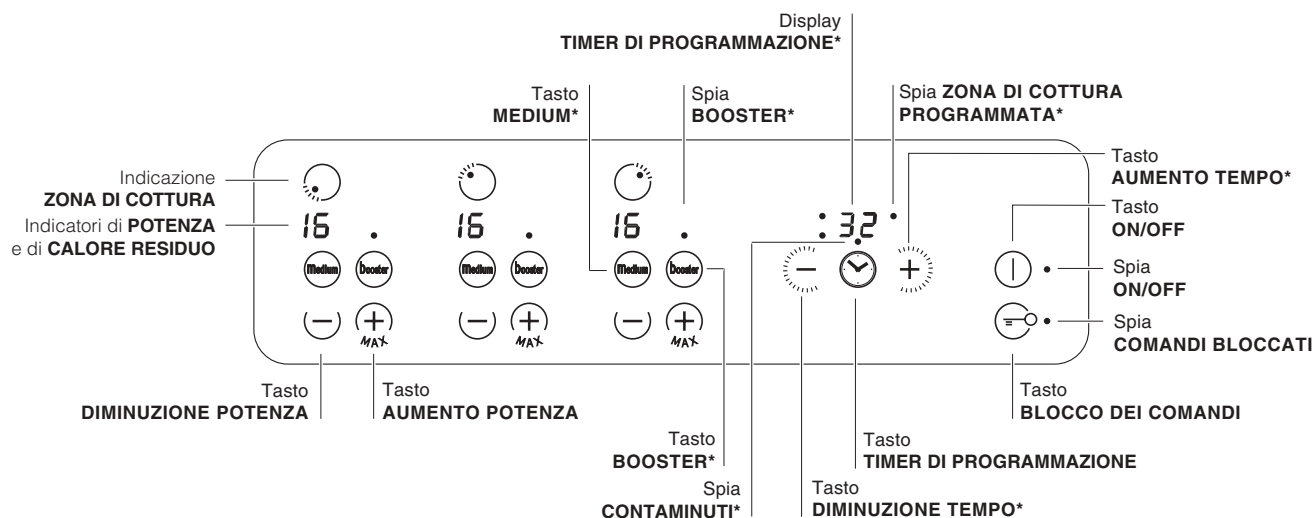 Display
TIMER DI PROGRAMMAZIONE*
Tasto
MEDIUM*
Spia
BOOSTER*
Spia ZONA DI COTTURA
PROGRAMMATA*
Indicazione
ZONA DI COTTURA
Indicatori di POTENZA
e di CALORE RESIDUO
16
16
16
32
Medium
booster
Medium
booster
Medium
booster
MAX
MAX
MAX
Tasto
AUMENTO TEMPO*
Tasto
ON/OFF
Spia
ON/OFF
Spia
COMANDI BLOCCATI
Tasto
DIMINUZIONE POTENZA
Tasto
AUMENTO POTENZA
Tasto
BOOSTER*
Spia
CONTAMINUTI*
Tasto
TIMER DI PROGRAMMAZIONE
Tasto
DIMINUZIONE TEMPO*
Tasto
BLOCCO DEI COMANDI